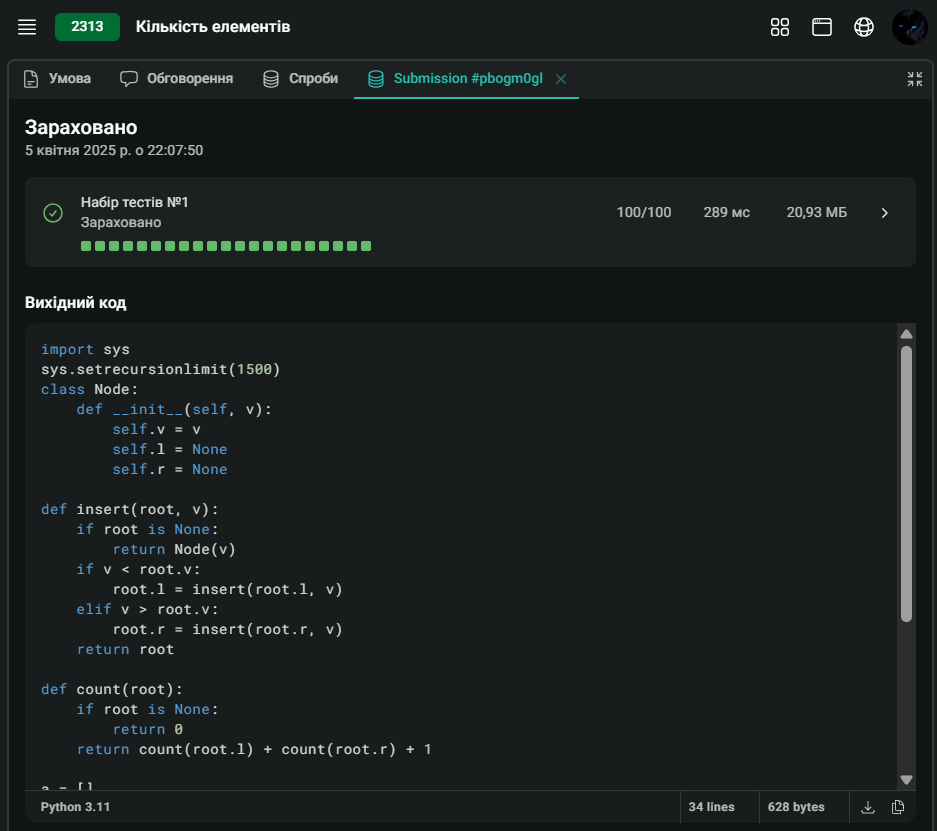 2313 Кількість елементів
Умова Обговорення Спроби Submission #pbogm0gl
Зараховано
5 квітня 2025 р. о 22:07:50
Набір тестів №1
Зараховано
100/100 289 мс 20,93 МБ
Вихідний код
import sys
sys.setrecursionlimit(1500)
class Node:
    def __init__(self, v):
        self.v = v
        self.l = None
        self.r = None
def insert(root, v):
    if root is None:
        return Node(v)
    if v < root.v:
        root.l = insert(root.l, v)
    elif v > root.v:
        root.r = insert(root.r, v)
    return root
def count(root):
    if root is None:
        return 0
    return count(root.l) + count(root.r) + 1
a = []
Python 3.11 34 lines 628 bytes